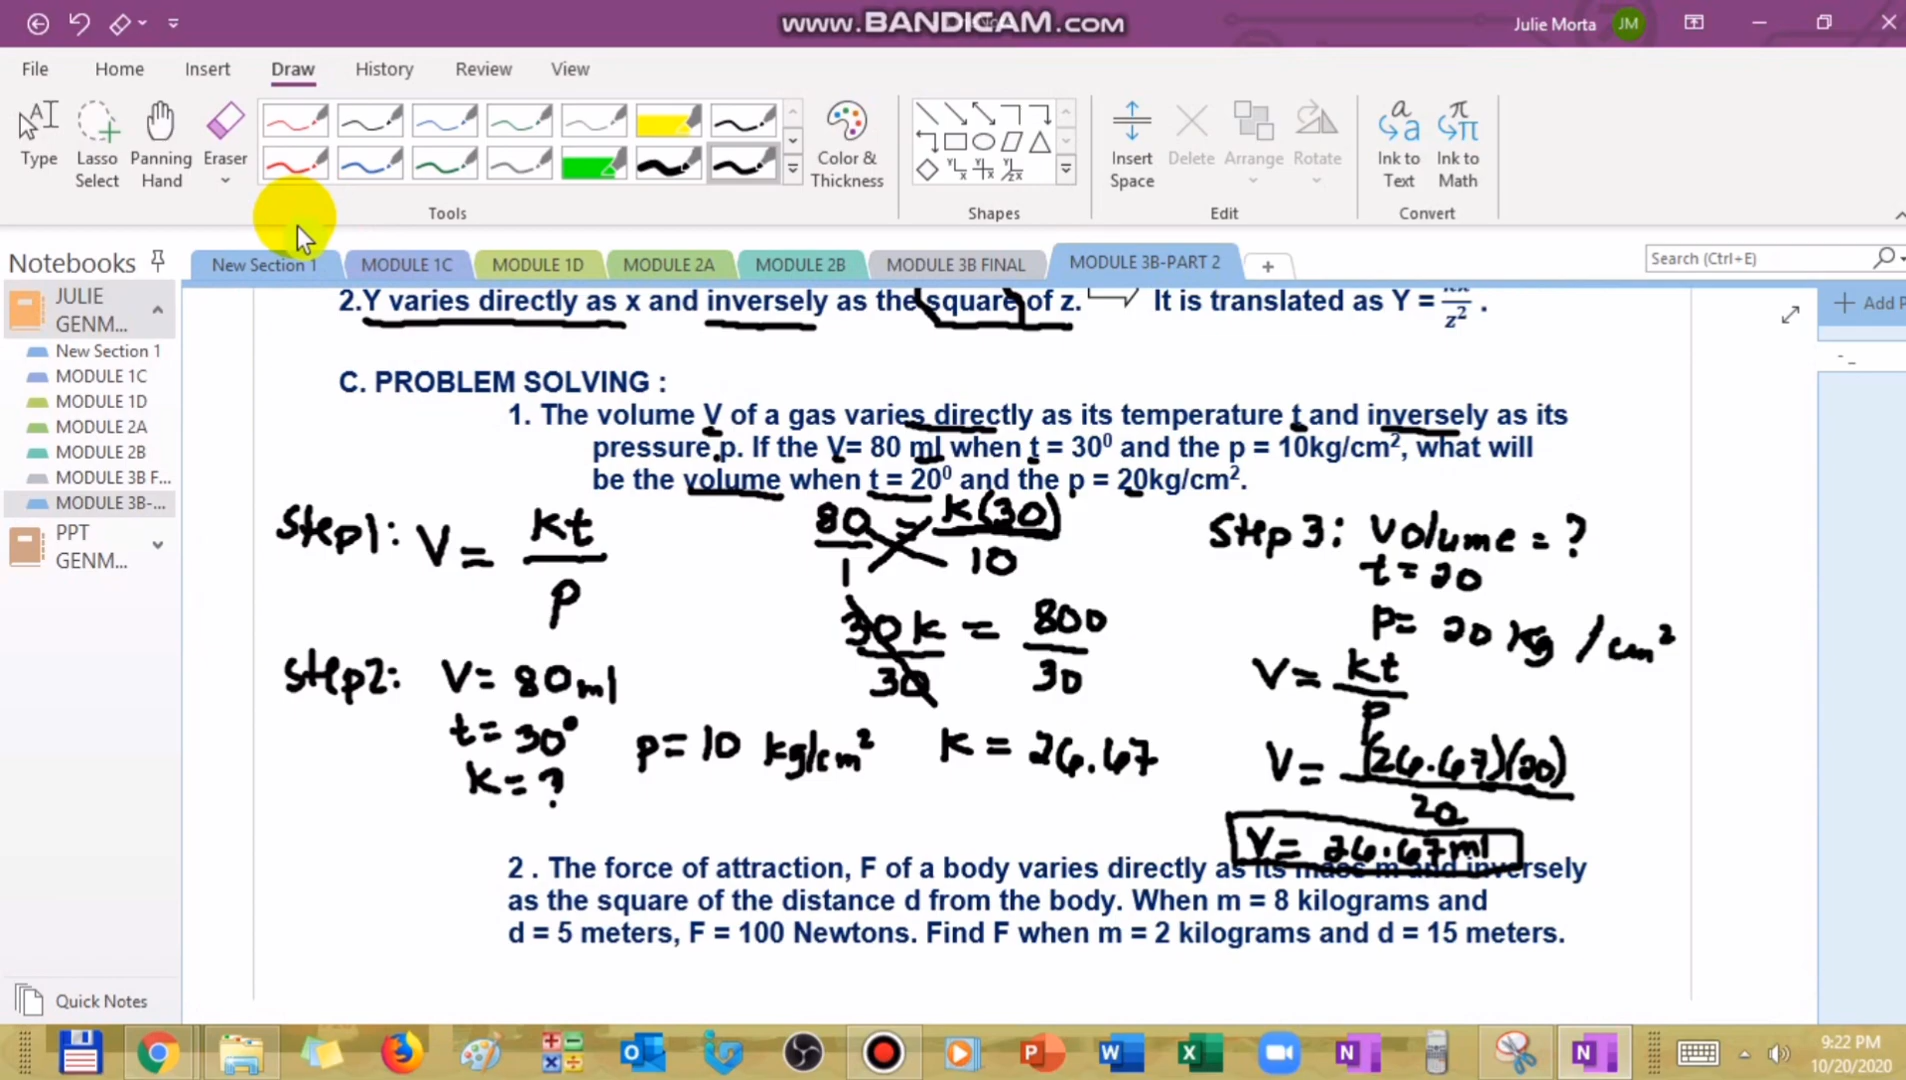 www.BANDICAM.com
Julie Morta JM
File Home Insert Draw History Review View
Type
Lasso Select
Panning Hand
Eraser
Color & Thickness
Insert Space
Delete
Arrange
Rotate
Ink to Text
Ink to Math
Tools
Shapes
Edit
Convert
Notebooks
New Section 1 MODULE 1C MODULE 1D MODULE 2A MODULE 2B MODULE 3B FINAL MODULE 3B-PART 2 +
Search (Ctrl+E)
Add P
JULIE
GENM...
New Section 1
MODULE 1C
MODULE 1D
MODULE 2A
MODULE 2B
MODULE 3B F...
MODULE 3B-...
PPT
GENM...
Quick Notes
2.Y varies directly as x and inversely as the square of z. It is translated as Y = kx/z² .
C. PROBLEM SOLVING :
1. The volume V of a gas varies directly as its temperature t and inversely as its
pressure p. If the V= 80 ml when t = 30⁰ and the p = 10kg/cm², what will
be the volume when t = 20⁰ and the p = 20kg/cm².
Step1: V = kt/p
Step2: V = 80ml
t = 30°
p = 10 kg/cm²
k = ?
80/1 = k(30)/10
30k/30 = 800/30
k = 26.67
Step 3: Volume = ?
t = 20
p = 20 kg/cm²
V = kt/p
V = (26.67)(20)/20
V = 26.67ml
2 . The force of attraction, F of a body varies directly as its mass m and inversely
as the square of the distance d from the body. When m = 8 kilograms and
d = 5 meters, F = 100 Newtons. Find F when m = 2 kilograms and d = 15 meters.
9:22 PM
10/20/2020